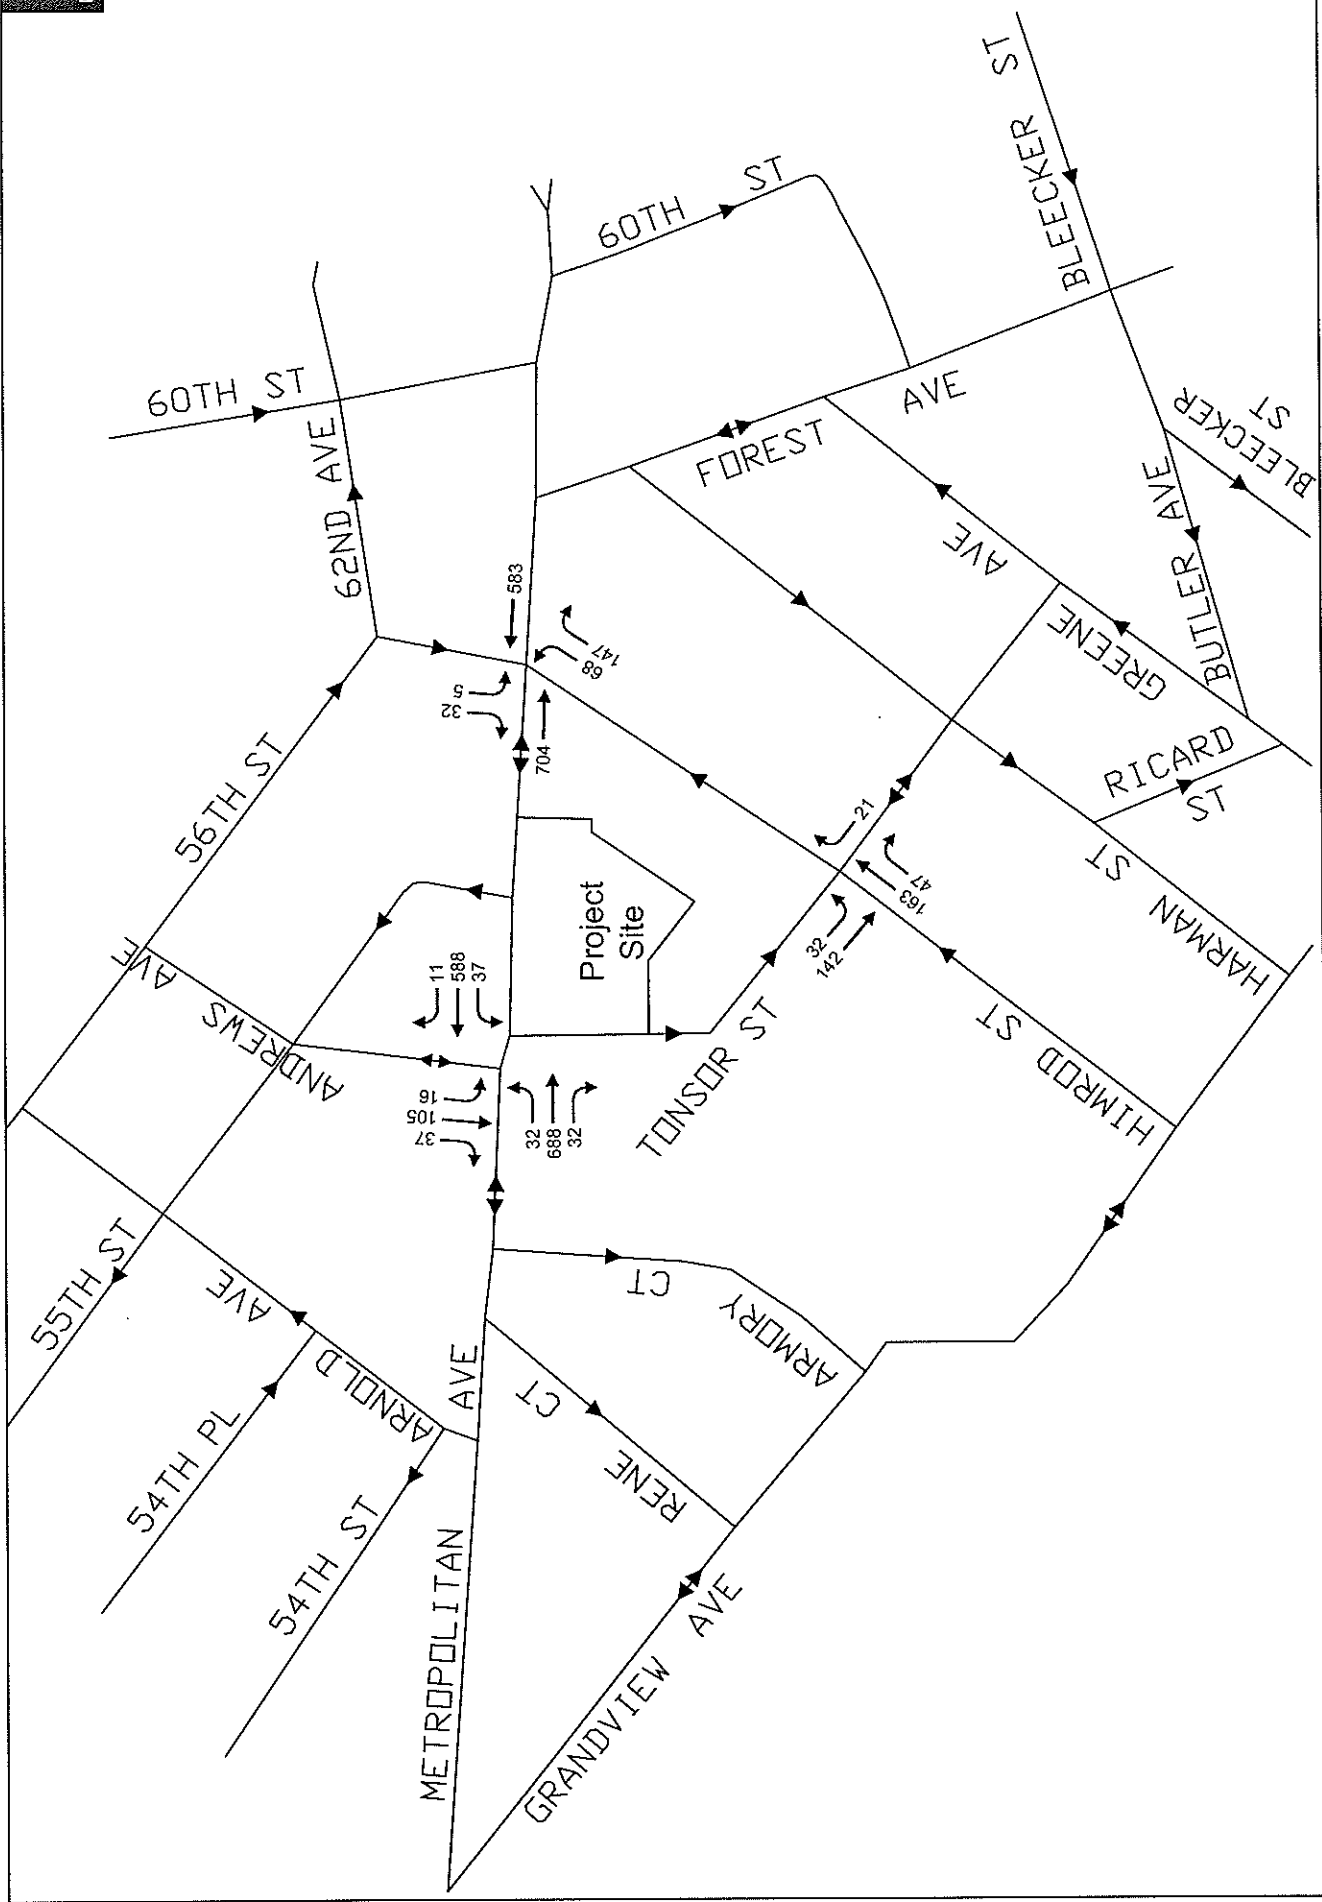 60TH ST
62ND AVE
56TH ST
60TH ST
BLEECKER ST
FOREST AVE
BLEECKER
ST
BUTLER AVE
GREENE AVE
RICARD
ST
HARMAN ST
HIMROD ST
TONSOR ST
Project
Site
583
147
68
5
32
704
21
47
163
32
142
11
588
37
16
105
37
32
688
32
ANDREWS AVE
55TH ST
ARNOLD AVE
54TH PL
54TH ST
METROPOLITAN AVE
ARMORY CT
RENE CT
GRANDVIEW AVE